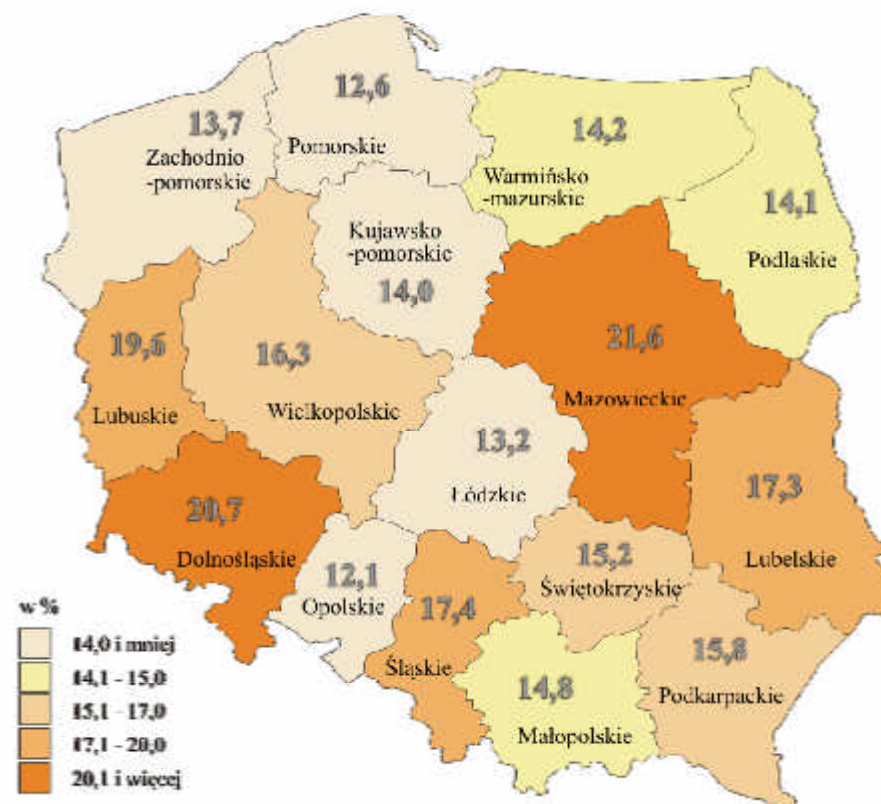 12,6
Pomorskie
13,7
Zachodnio
-pomorskie
14,2
Warmińsko
-mazurskie
14,1
Podlaskie
Kujawsko
-pomorskie
14,0
19,6
Lubuskie
16,3
Wielkopolskie
21,6
Mazowieckie
13,2
Łódzkie
17,3
Lubelskie
20,7
Dolnośląskie
12,1
Opolskie
17,4
Śląskie
15,2
Świętokrzyskię
14,8
Małopolskie
15,8
Podkarpackie
w %
14,0 i mniej
14,1 - 15,0
15,1 - 17,0
17,1 - 20,0
20,1 i więcej